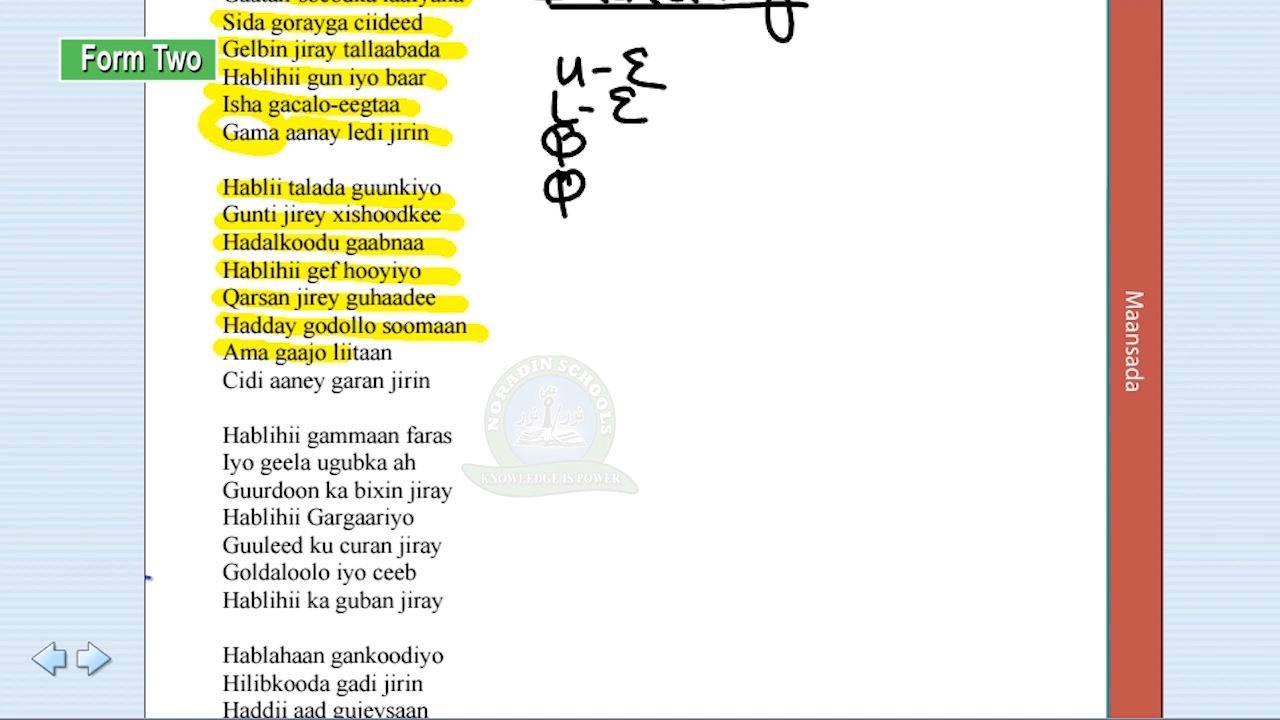 Sida gorayga ciideed
Form Two
Gelbin jiray tallaabada
Hablihii gun iyo baar
Isha gacalo-eegtaa
Gama aanay ledi jirin
Hablii talada guunkiyo
Gunti jirey xishoodkee
Hadalkoodu gaabnaa
Hablihii gef hooyiyo
Qarsan jirey guhaadee
Hadday godollo soomaan
Ama gaajo liitaan
Cidi aaney garan jirin
Hablihii gammaan faras
Iyo geela ugubka ah
Guurdoon ka bixin jiray
Hablihii Gargaariyo
Guuleed ku curan jiray
Goldaloolo iyo ceeb
Hablihii ka guban jiray
Hablahaan gankoodiyo
Hilibkooda gadi jirin
Haddii aad gujeysaan
Maansada
NORADIN SCHOOLS
KNOWLEDGE IS POWER